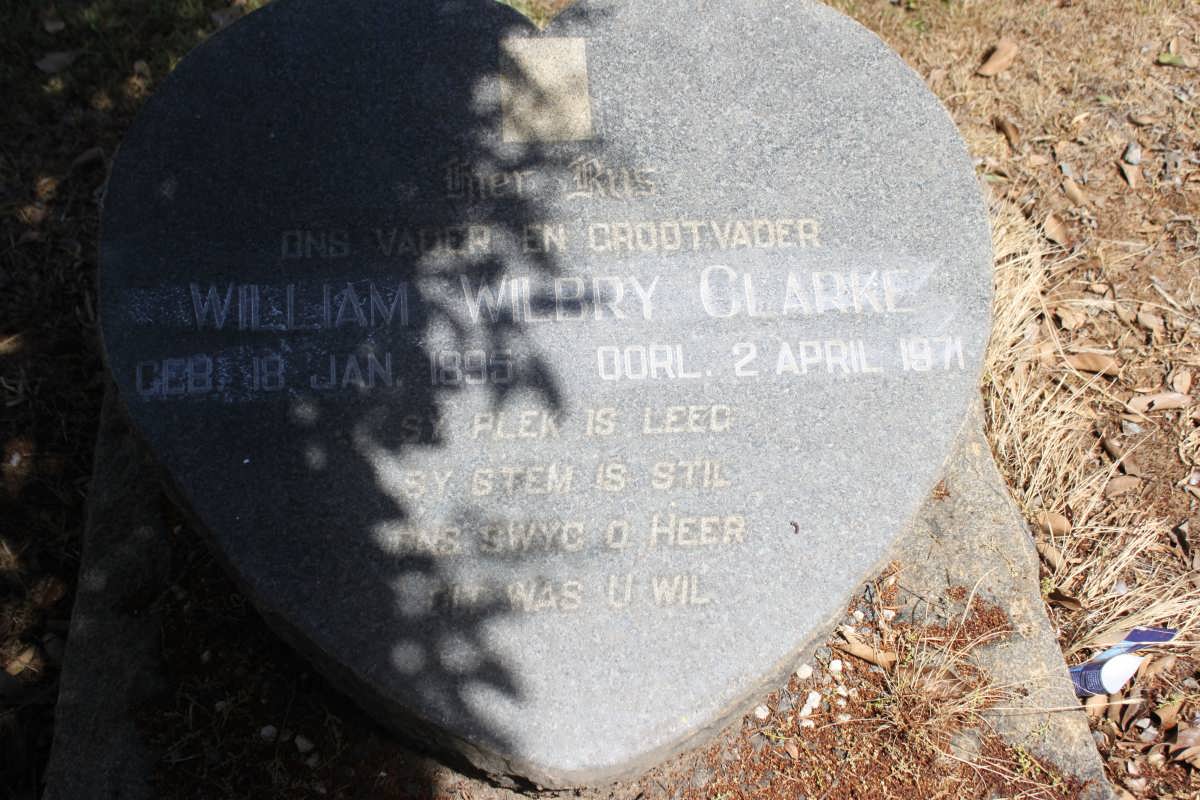 Hier Rus
ONS VADER EN GROOTVADER
WILLIAM WILBRY CLARKE
GEB. 18 JAN. 1895 OORL. 2 APRIL 1971
SY PLEK IS LEEG
SY STEM IS STIL
ONS SWYG O HEER
DIT WAS U WIL